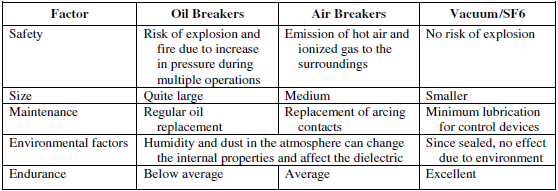 Factor Oil Breakers Air Breakers Vacuum/SF6
Safety Risk of explosion and Emission of hot air and No risk of explosion
fire due to increase ionized gas to the
in pressure during surroundings
multiple operations
Size Quite large Medium Smaller
Maintenance Regular oil Replacement of arcing Minimum lubrication
replacement contacts for control devices
Environmental factors Humidity and dust in the atmosphere can change Since sealed, no effect
the internal properties and affect the dielectric due to environment
Endurance Below average Average Excellent